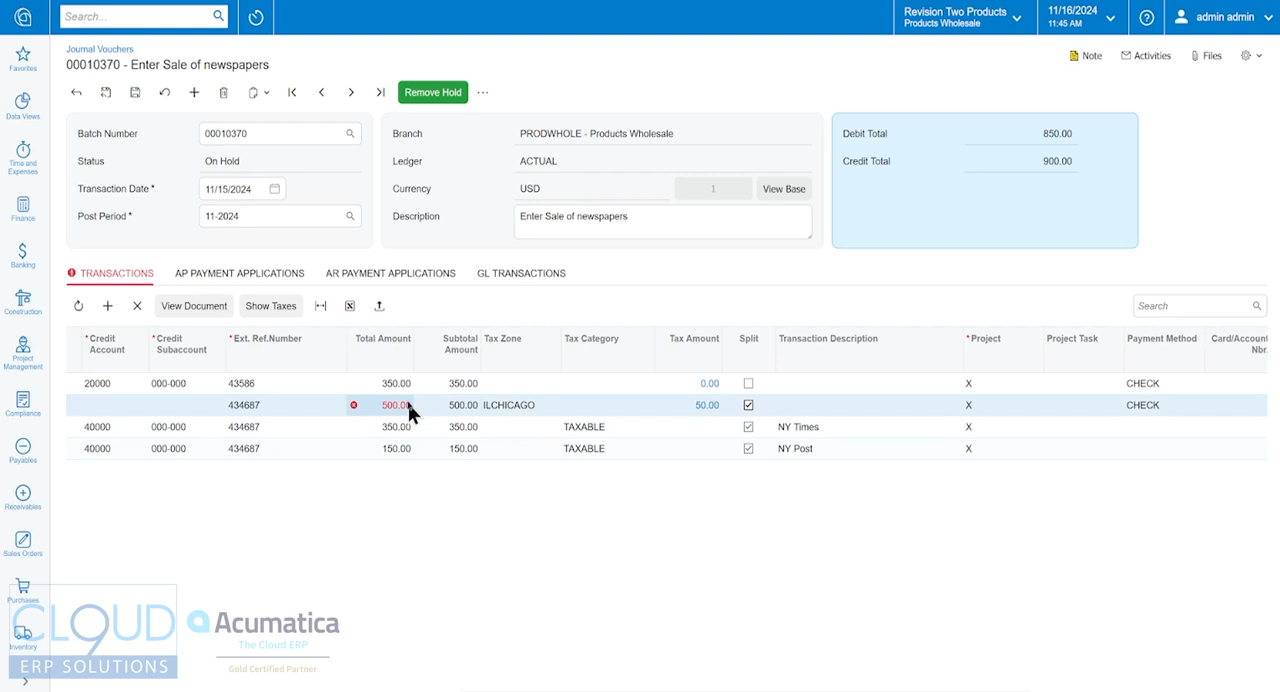 Search...
Revision Two Products
Products Wholesale
11/16/2024
11:45 AM
admin admin
Favorites
Data Views
Time and
Expenses
Finance
Banking
Construction
Project
Management
Compliance
Payables
Receivables
Sales Orders
Purchases
Inventory
Journal Vouchers
00010370 - Enter Sale of newspapers
Note
Activities
Files
Remove Hold
Batch Number
00010370
Status
On Hold
Transaction Date *
11/15/2024
Post Period *
11-2024
Branch
PRODWHOLE - Products Wholesale
Ledger
ACTUAL
Currency
USD
1
View Base
Description
Enter Sale of newspapers
Debit Total
850.00
Credit Total
900.00
TRANSACTIONS
AP PAYMENT APPLICATIONS
AR PAYMENT APPLICATIONS
GL TRANSACTIONS
View Document
Show Taxes
Search
* Credit Account
* Credit Subaccount
* Ext. Ref.Number
Total Amount
Subtotal Amount
Tax Zone
Tax Category
Tax Amount
Split
Transaction Description
* Project
Project Task
Payment Method
Card/Account Nbr.
20000 000-000 43586 350.00 350.00 0.00 X CHECK
434687 500.00 500.00 ILCHICAGO 50.00 X CHECK
40000 000-000 434687 350.00 350.00 TAXABLE NY Times X
40000 000-000 434687 150.00 150.00 TAXABLE NY Post X
CLOUD 9
ERP SOLUTIONS
Acumatica
The Cloud ERP
Gold Certified Partner